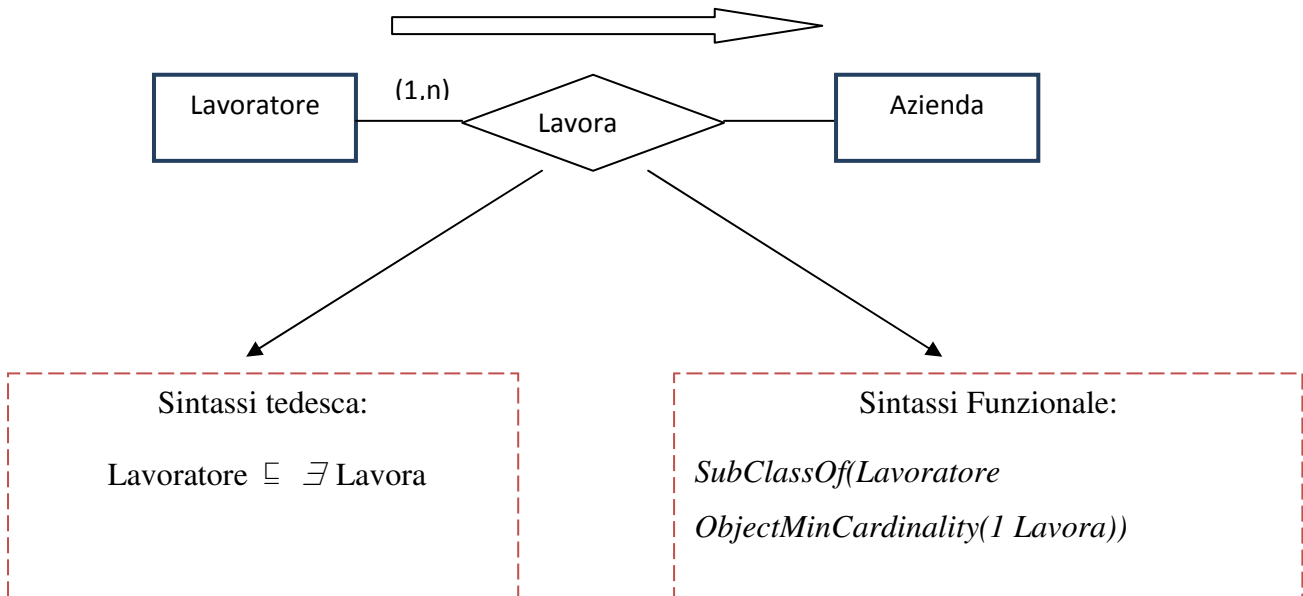 Lavoratore
(1,n)
Lavora
Azienda
Sintassi tedesca:
Lavoratore ⊑ ∃ Lavora
Sintassi Funzionale:
SubClassOf(Lavoratore
ObjectMinCardinality(1 Lavora))